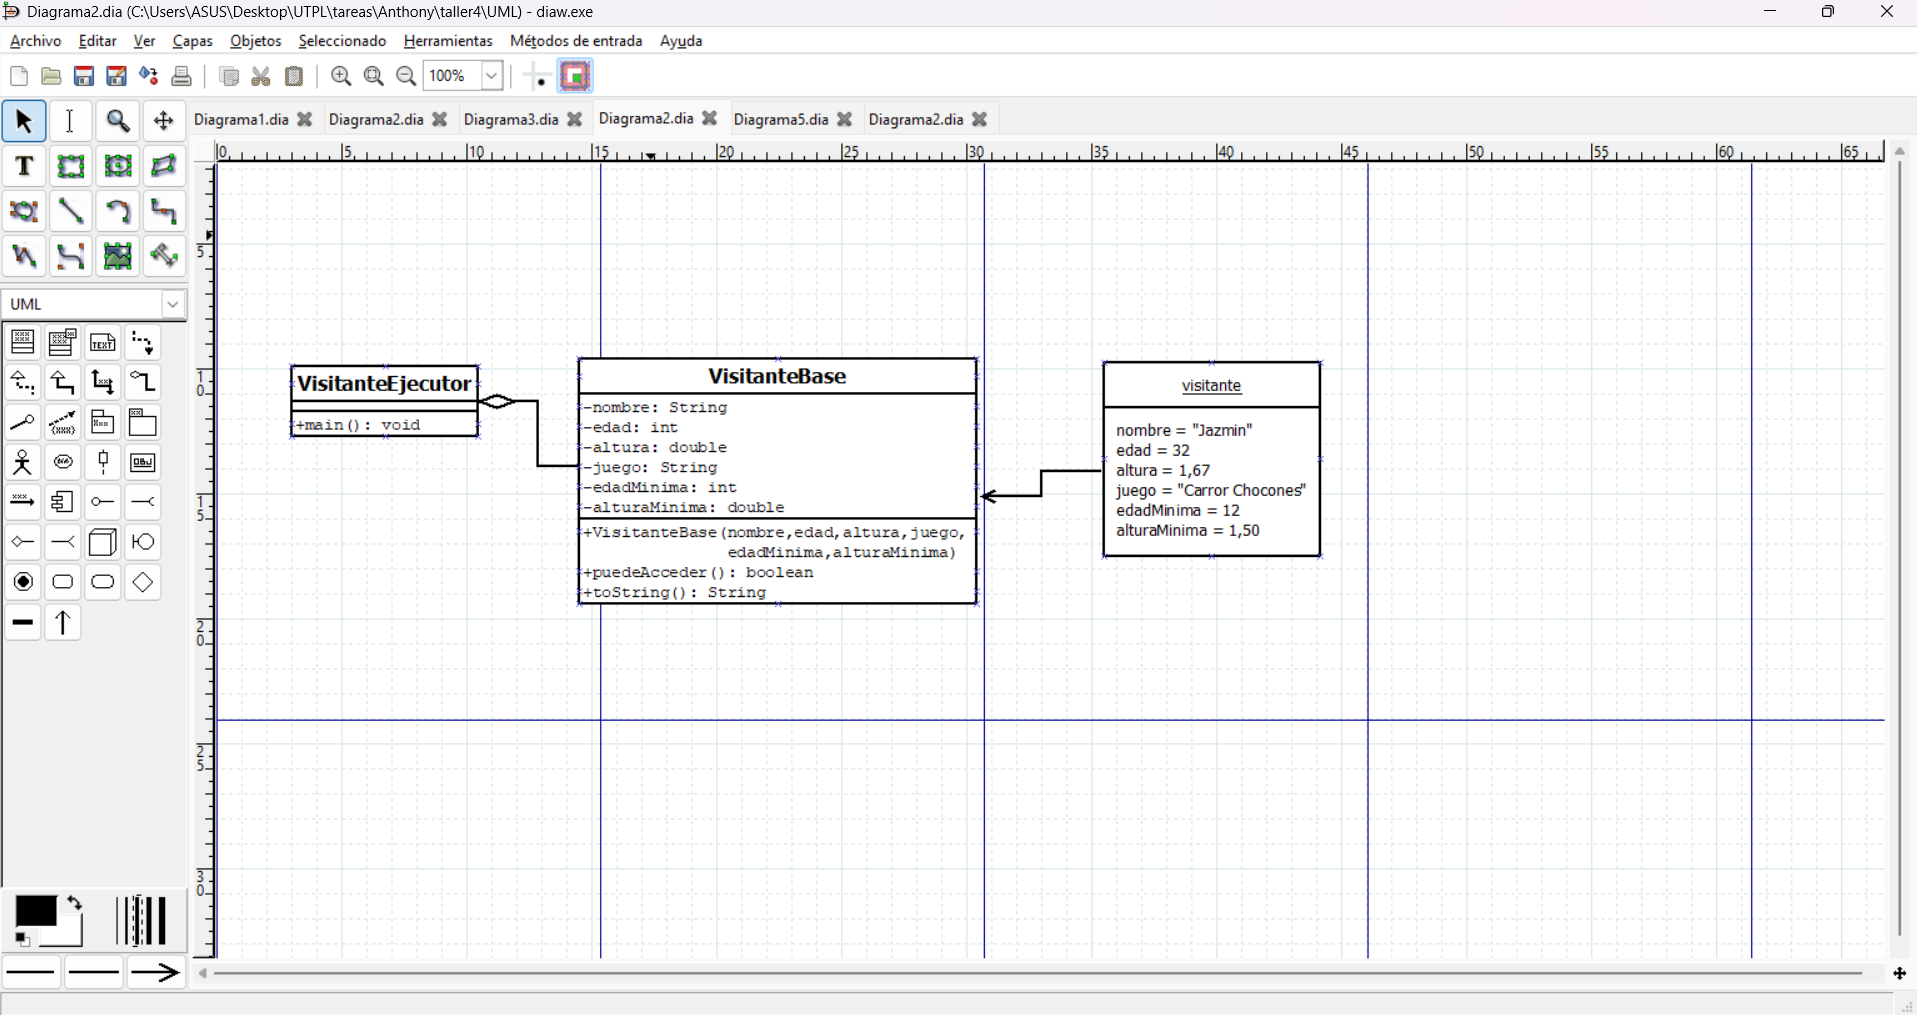 Diagrama2.dia (C:\Users\ASUS\Desktop\UTPL\tareas\Anthony\taller4\UML) - diaw.exe
Archivo Editar Ver Capas Objetos Seleccionado Herramientas Métodos de entrada Ayuda
100%
Diagrama1.dia Diagrama2.dia Diagrama3.dia Diagrama2.dia Diagrama5.dia Diagrama2.dia
0 5 10 15 20 25 30 35 40 45 50 55 60 65
T
5
UML
10
15
20
25
30
TEXT
OBJ
VisitanteEjecutor
+main(): void
VisitanteBase
-nombre: String
-edad: int
-altura: double
-juego: String
-edadMinima: int
-alturaMinima: double
+VisitanteBase(nombre,edad,altura,juego,
edadMinima,alturaMinima)
+puedeAcceder(): boolean
+toString(): String
visitante
nombre = "Jazmin"
edad = 32
altura = 1,67
juego = "Carror Chocones"
edadMinima = 12
alturaMinima = 1,50